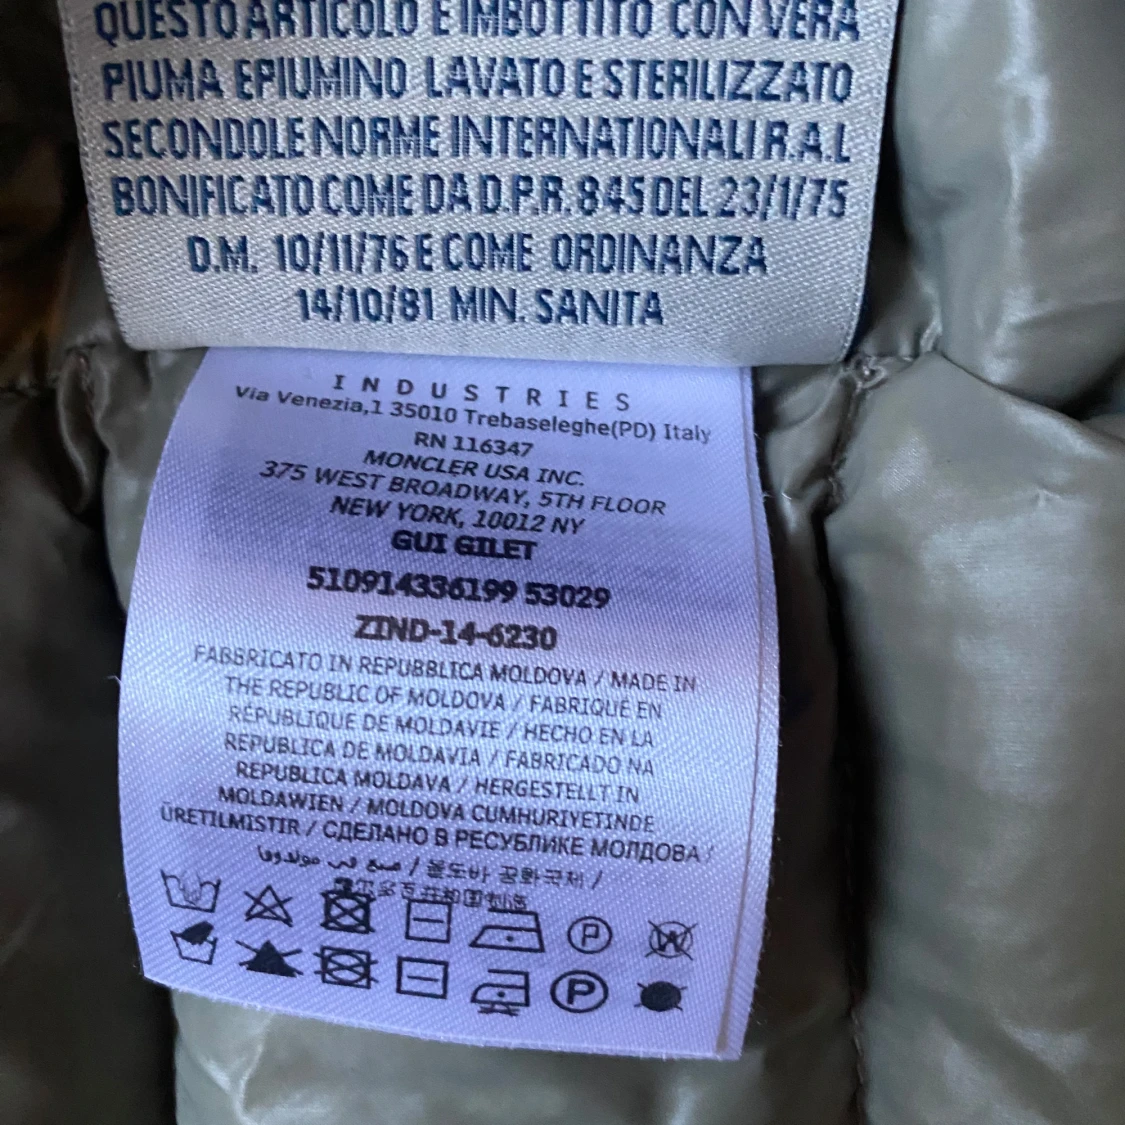 QUESTO ARTICOLO E IMBOTTITO CON VERA
PIUMA E PIUMINO LAVATO E STERILIZZATO
SECONDO LE NORME INTERNATIONALI R.A.L
BONIFICATO COME DA D.P.R. 845 DEL 23/1/75
D.M. 10/11/76 E COME ORDINANZA
14/10/81 MIN. SANITA
INDUSTRIES
Via Venezia,1 35010 Trebaseleghe(PD) Italy
RN 116347
MONCLER USA INC.
375 WEST BROADWAY, 5TH FLOOR
NEW YORK, 10012 NY
GUI GILET
510914336199 53029
ZIND-14-6230
FABBRICATO IN REPUBBLICA MOLDOVA / MADE IN
THE REPUBLIC OF MOLDOVA / FABRIQUÉ EN
RÉPUBLIQUE DE MOLDAVIE / HECHO EN LA
REPUBLICA DE MOLDAVIA / FABRICADO NA
REPUBLICA MOLDAVA / HERGESTELLT IN
MOLDAWIEN / MOLDOVA CUMHURIYETINDE
ÜRETILMISTIR / СДЕЛАНО В РЕСУБЛИКЕ МОЛДОВА /
صنع في مولدوفا / 몰도바 공화국제 /
P W
P